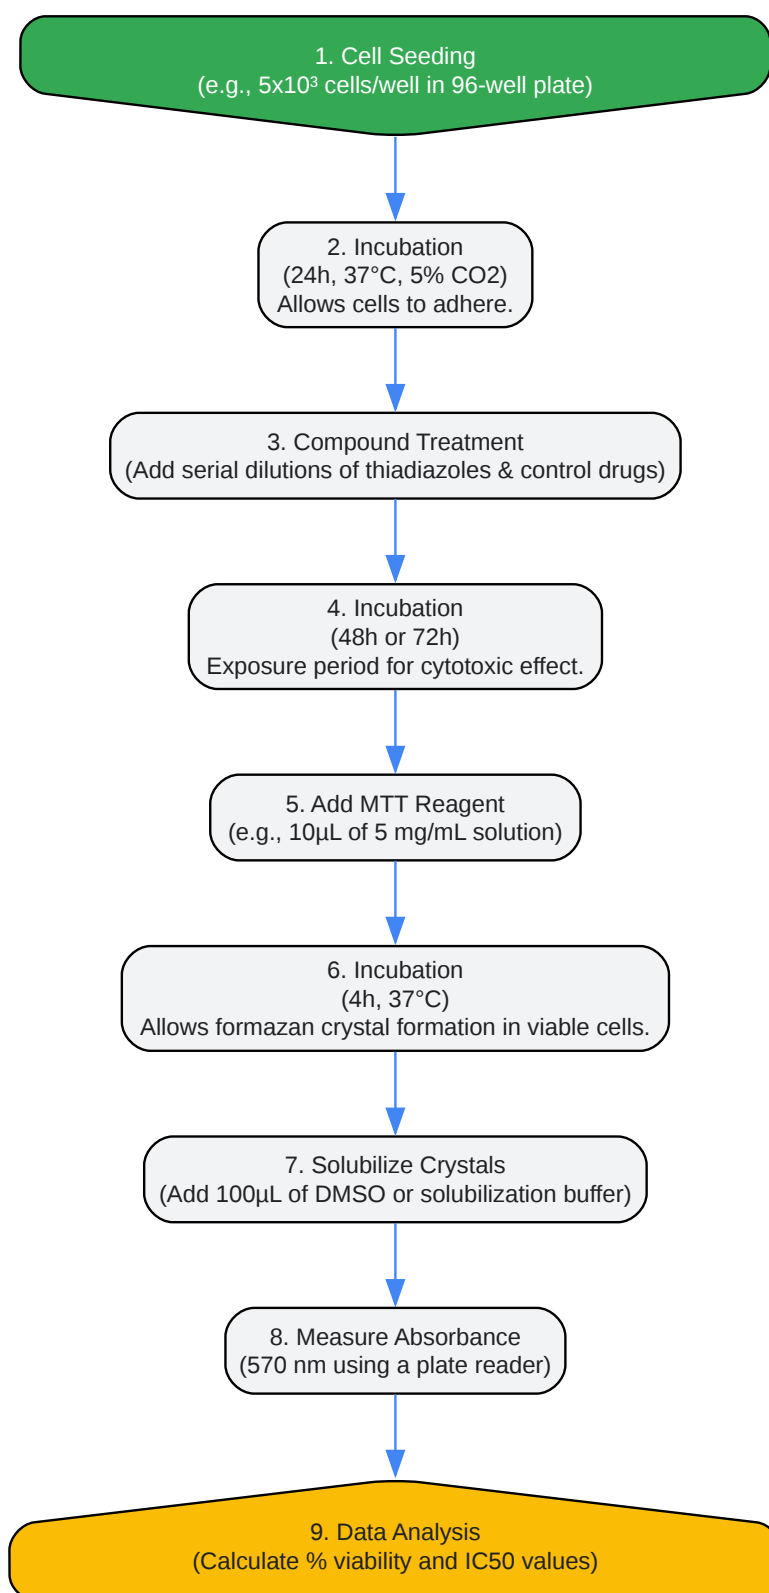 1. Cell Seeding
(e.g., 5x10³ cells/well in 96-well plate)
2. Incubation
(24h, 37°C, 5% CO2)
Allows cells to adhere.
3. Compound Treatment
(Add serial dilutions of thiadiazoles & control drugs)
4. Incubation
(48h or 72h)
Exposure period for cytotoxic effect.
5. Add MTT Reagent
(e.g., 10µL of 5 mg/mL solution)
6. Incubation
(4h, 37°C)
Allows formazan crystal formation in viable cells.
7. Solubilize Crystals
(Add 100µL of DMSO or solubilization buffer)
8. Measure Absorbance
(570 nm using a plate reader)
9. Data Analysis
(Calculate % viability and IC50 values)